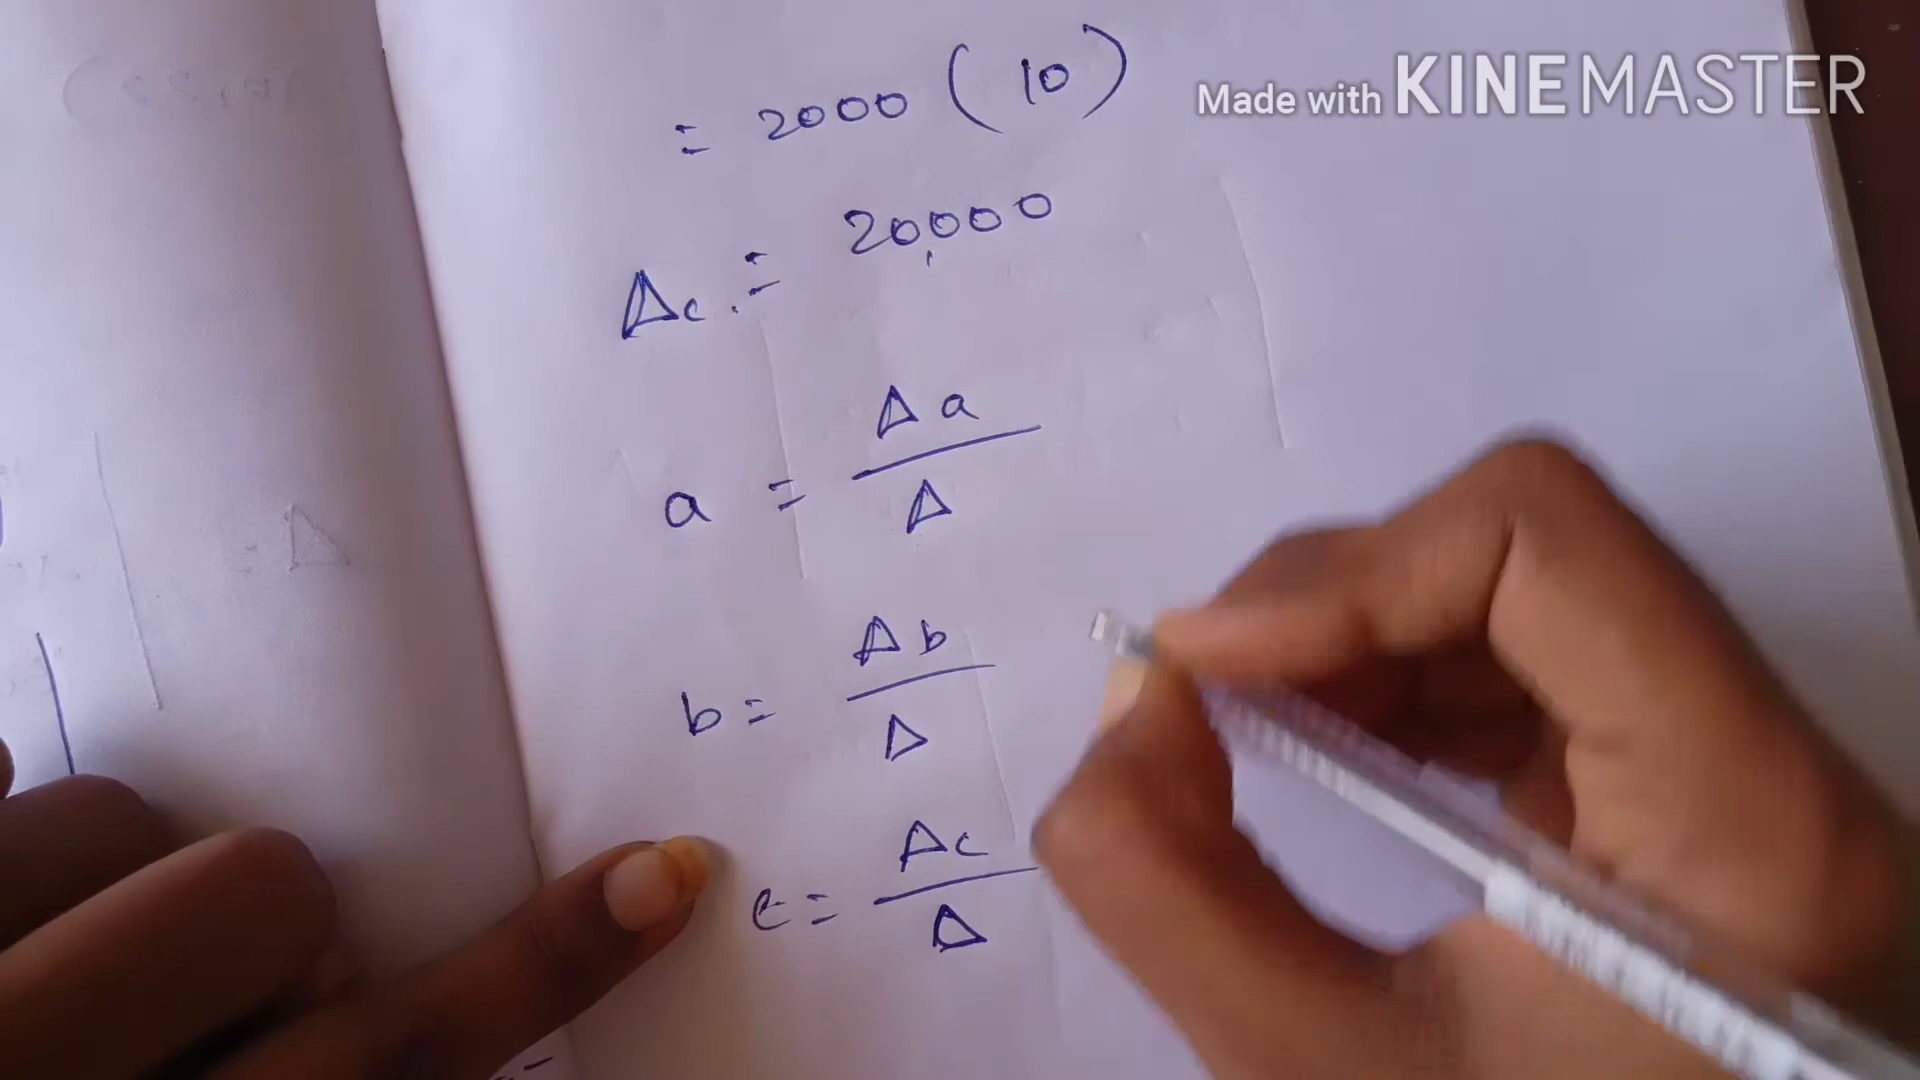 = 2000 ( 10 )
Made with KINEMASTER
Δc = 20,000
a = Δa / Δ
b = Δb / Δ
c = Δc / Δ